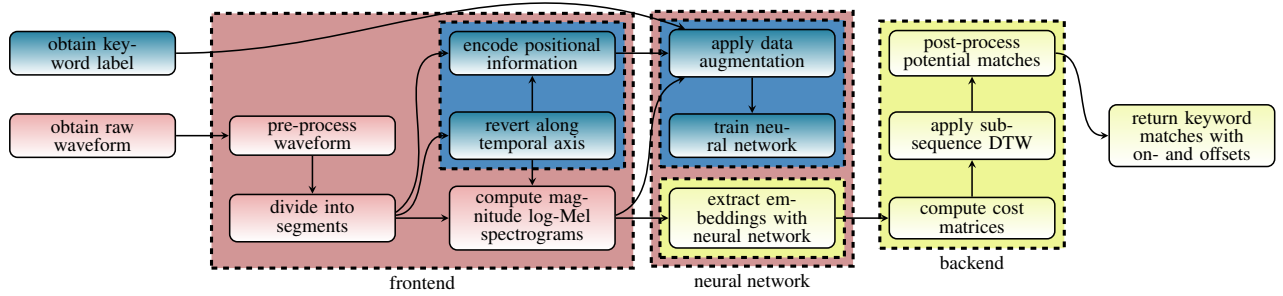 obtain key-
word label
obtain raw
waveform
pre-process
waveform
divide into
segments
encode positional
information
revert along
temporal axis
compute mag-
nitude log-Mel
spectrograms
frontend
apply data
augmentation
train neu-
ral network
extract em-
beddings with
neural network
neural network
post-process
potential matches
apply sub-
sequence DTW
compute cost
matrices
backend
return keyword
matches with
on- and offsets